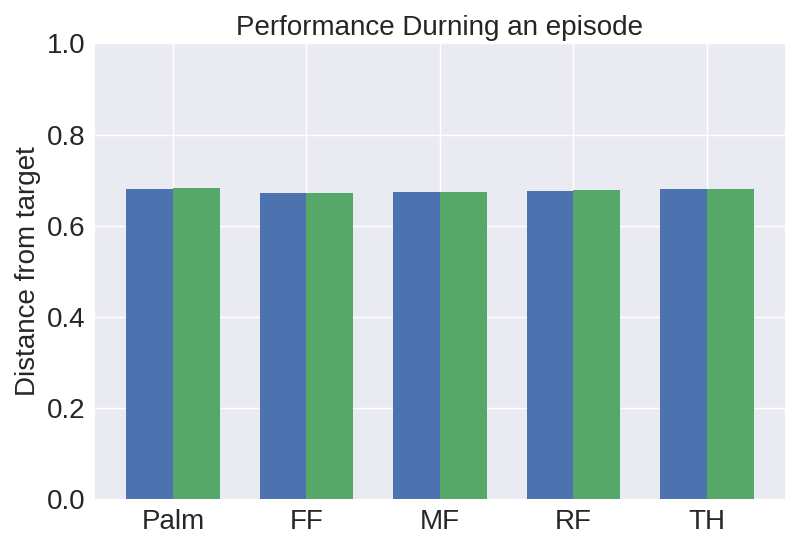 Performance Durning an episode
Distance from target
1.0
0.8
0.6
0.4
0.2
0.0
Palm FF MF RF TH